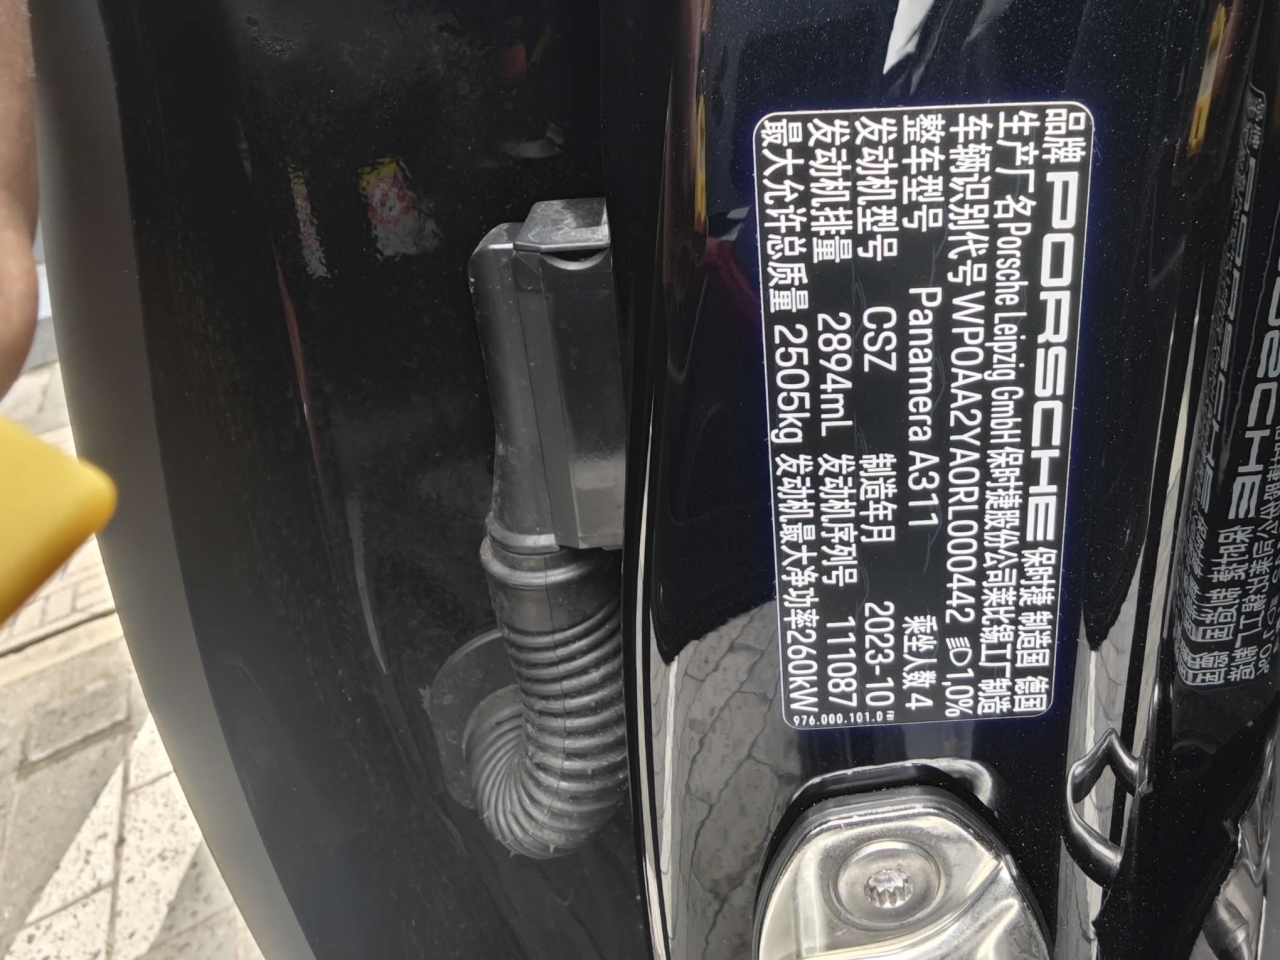 品牌 PORSCHE 保时捷 制造国 德国
生产厂名Porsche Leipzig GmbH保时捷股份公司莱比锡工厂 制造
车辆识别代号 WP0AA2YA0RL000442 1,0%
整车型号 Panamera A311 乘坐人数 4
发动机型号 CSZ 制造年月 2023-10
发动机排量 2894mL 发动机序列号 111087
最大允许总质量 2505kg 发动机最大净功率260kW
976.000.101.D